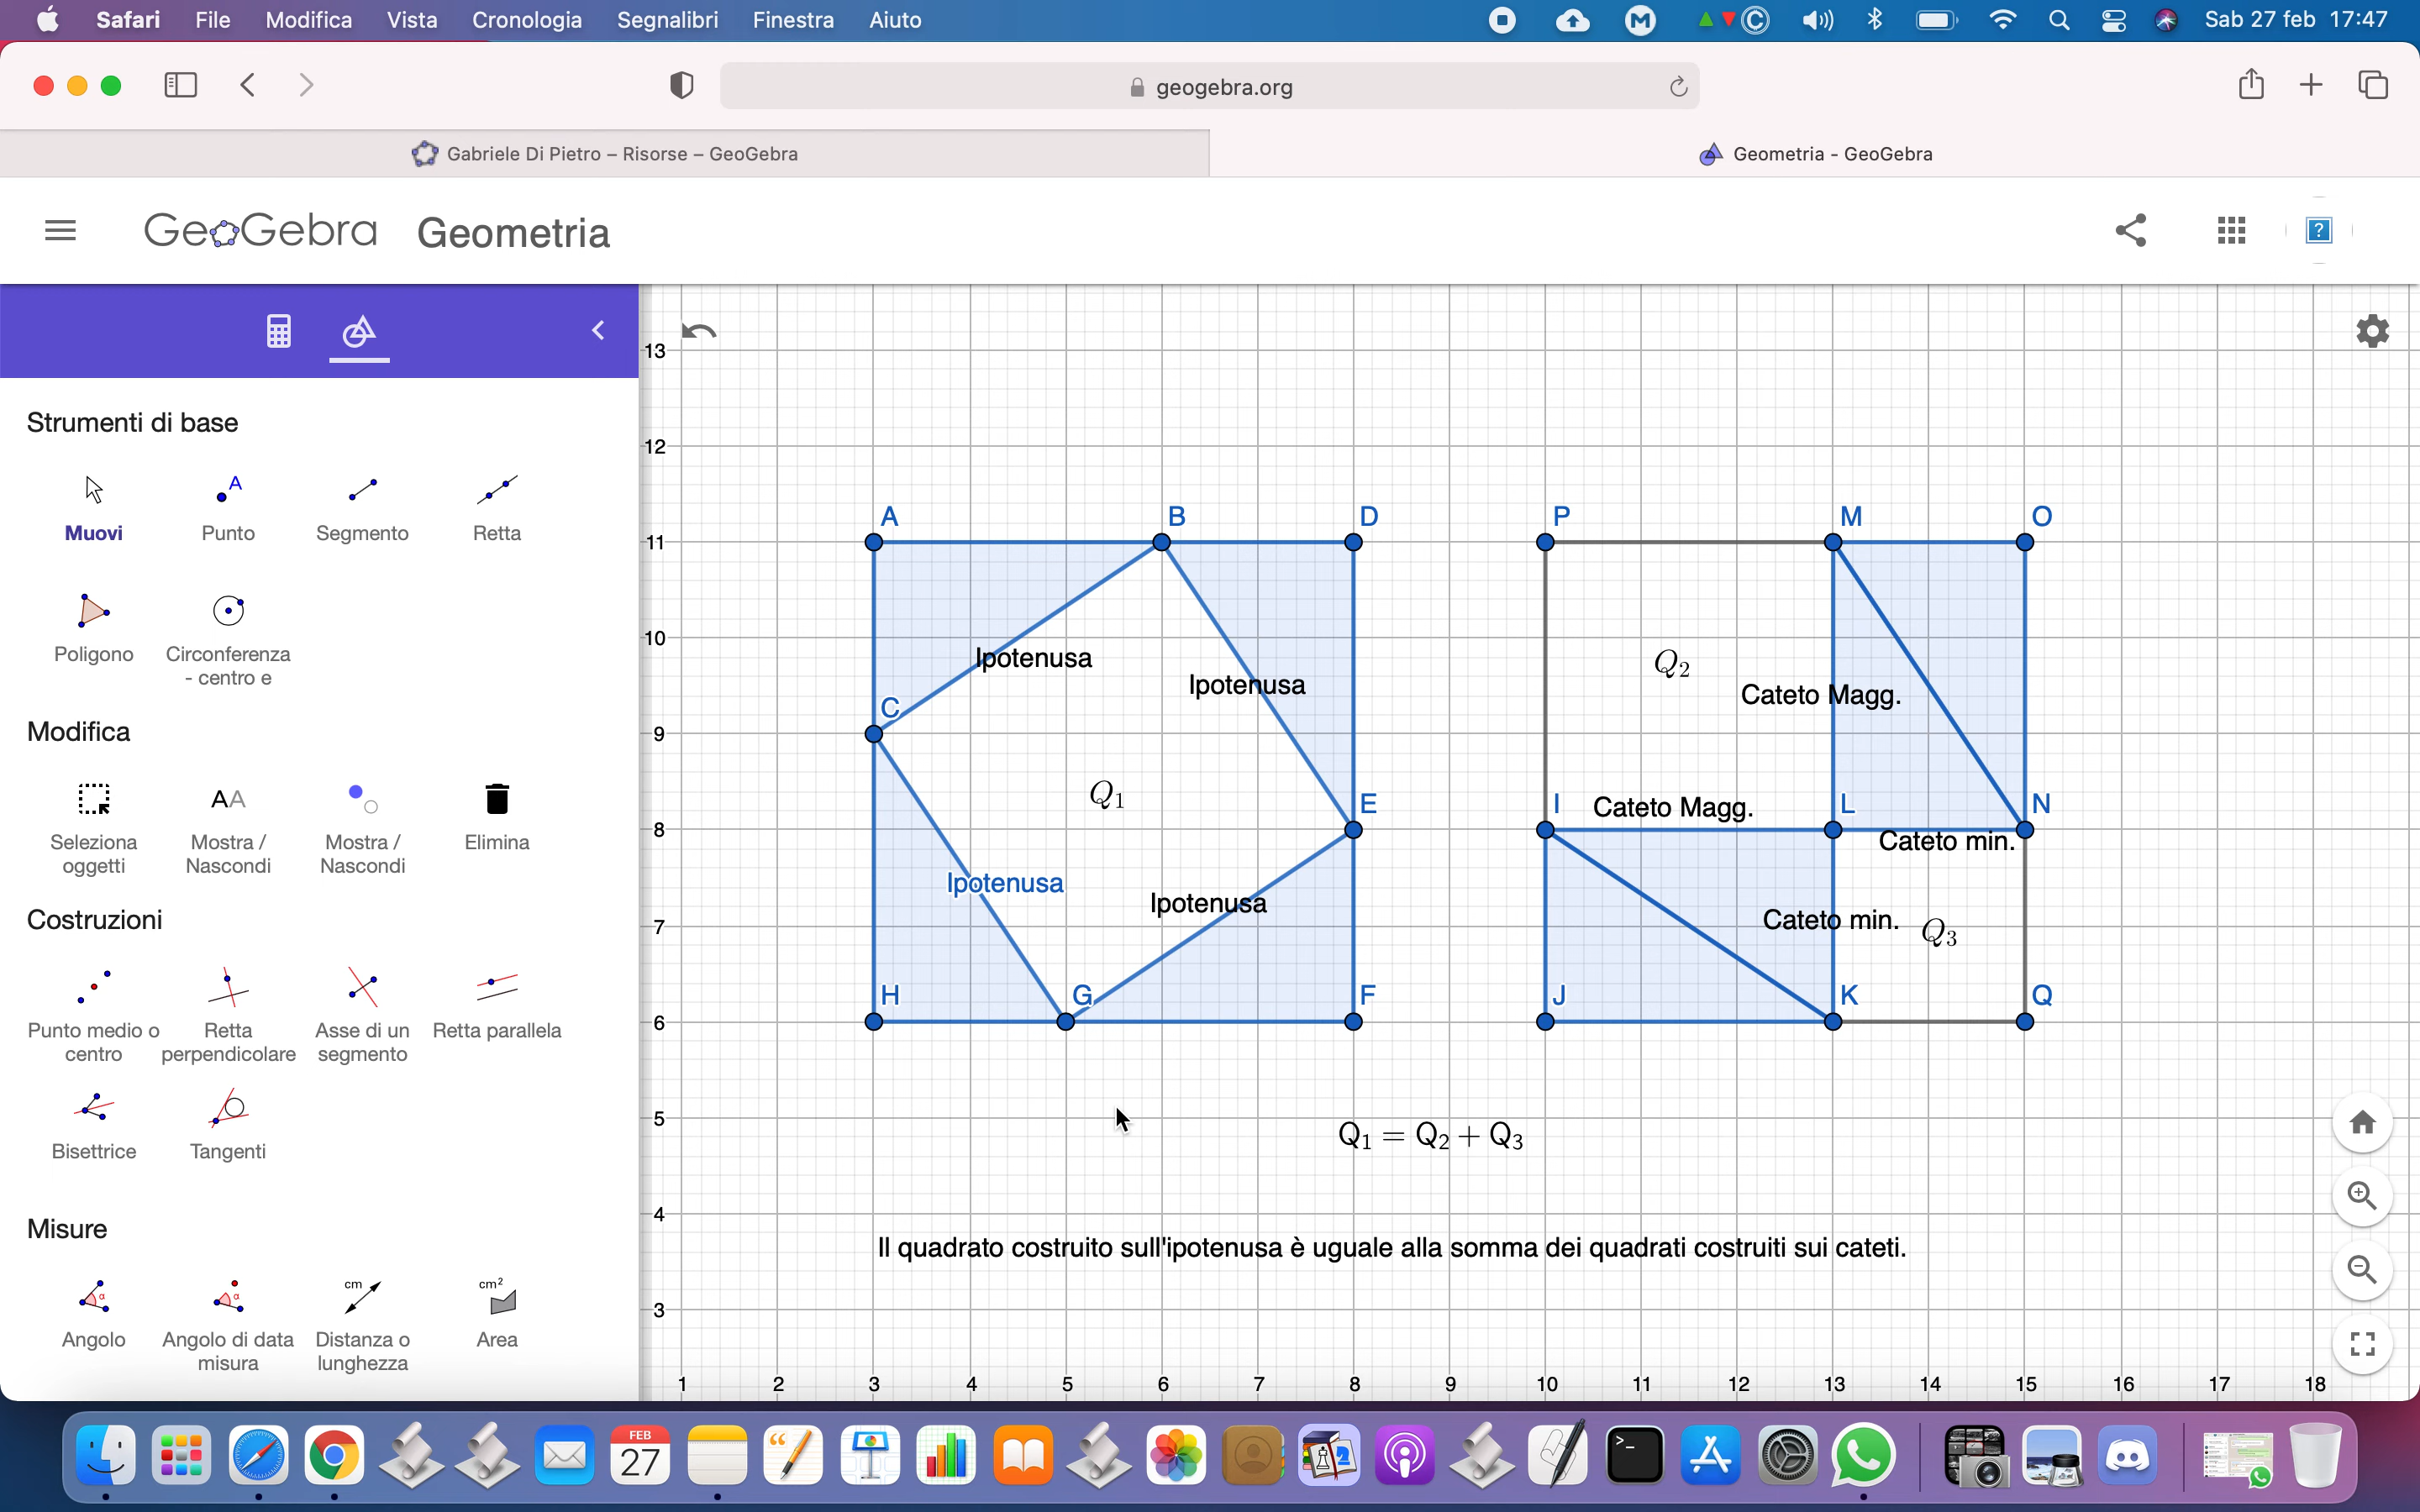 Safari File Modifica Vista Cronologia Segnalibri Finestra Aiuto Sab 27 feb 17:47
geogebra.org
Gabriele Di Pietro – Risorse – GeoGebra
Geometria - GeoGebra
GeoGebra Geometria
Strumenti di base
A
Muovi Punto Segmento Retta
Poligono Circonferenza - centro e
Modifica
AA
Seleziona oggetti Mostra / Nascondi Mostra / Nascondi Elimina
Costruzioni
Punto medio o centro Retta perpendicolare Asse di un segmento Retta parallela
Bisettrice Tangenti
Misure
α α cm cm²
Angolo Angolo di data misura Distanza o lunghezza Area
13
12
11
10
9
8
7
6
5
4
3
A B D
C
Ipotenusa
Ipotenusa
Q₁
E
Ipotenusa
Ipotenusa
H G F
P M O
Q₂
Cateto Magg.
I Cateto Magg. L N
Cateto min.
Cateto min. Q₃
J K Q
Q₁ = Q₂ + Q₃
Il quadrato costruito sull'ipotenusa è uguale alla somma dei quadrati costruiti sui cateti.
1 2 3 4 5 6 7 8 9 10 11 12 13 14 15 16 17 18
FEB
27